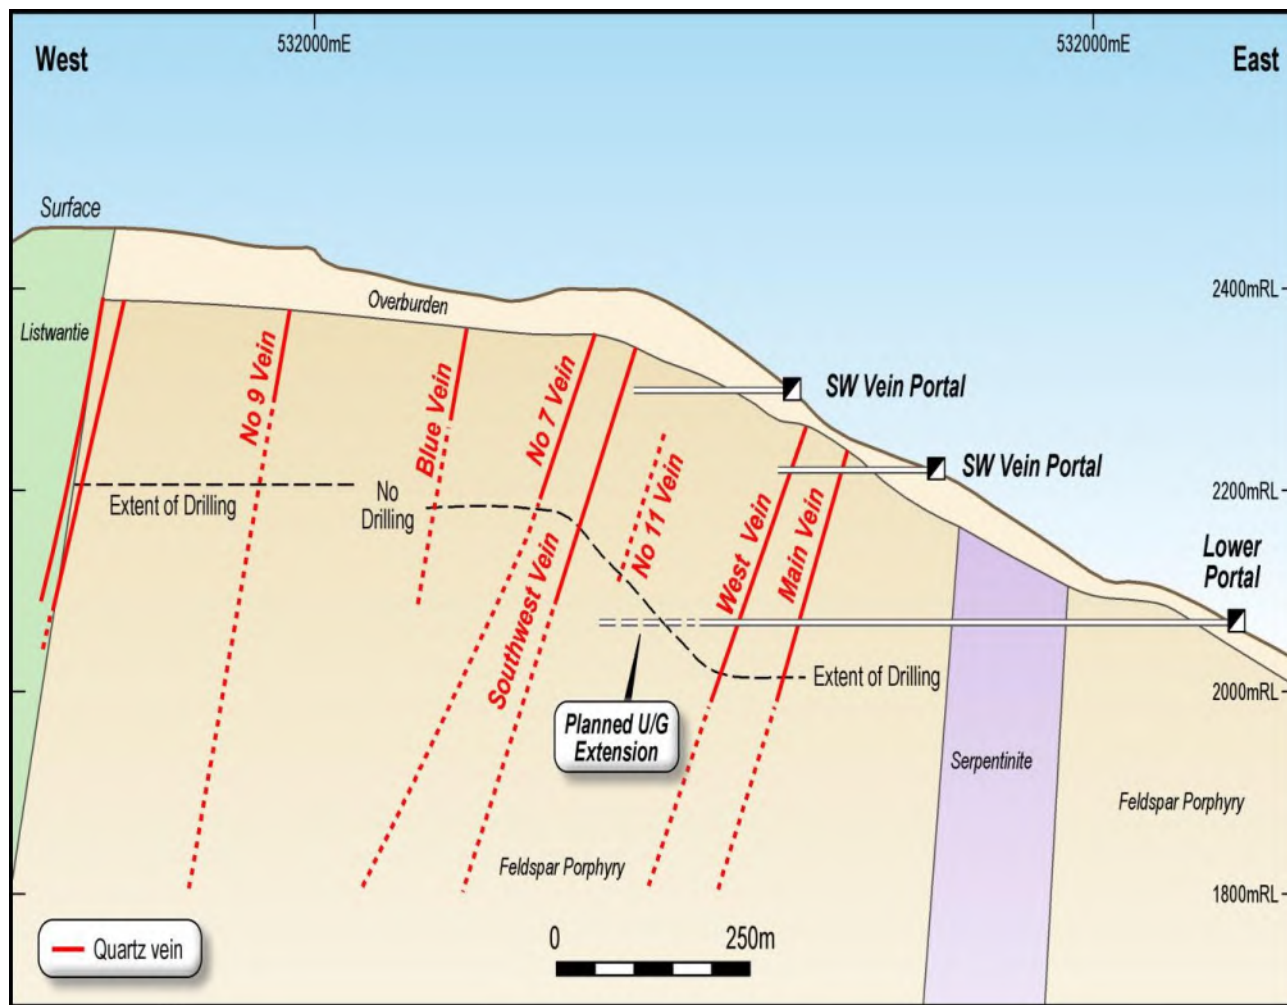 532000mE
532000mE
West
East
Surface
2400mRL
Overburden
Listwantie
No 9 Vein
Blue Vein
No 7 Vein
SW Vein Portal
No 11 Vein
SW Vein Portal
2200mRL
Extent of Drilling
No
Drilling
Southwest Vein
West Vein
Main Vein
Lower
Portal
Extent of Drilling
2000mRL
Planned U/G
Extension
Serpentinite
Feldspar Porphyry
Feldspar Porphyry
1800mRL
Quartz vein
0
250m